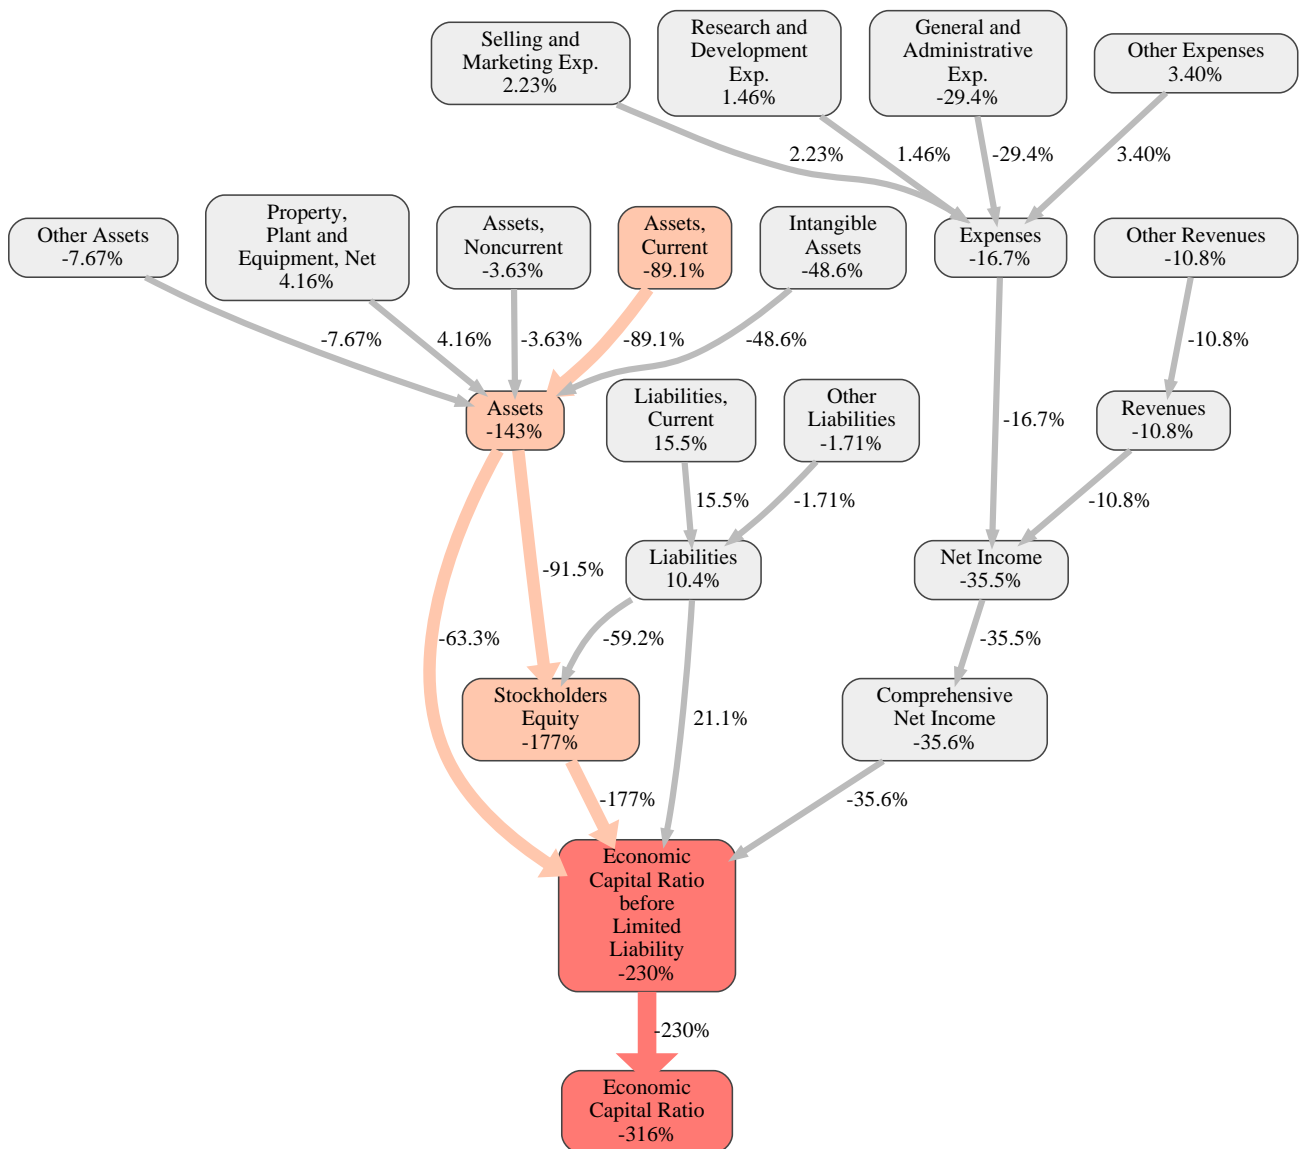 Selling and
Marketing Exp.
2.23%
Research and
Development
Exp.
1.46%
General and
Administrative
Exp.
-29.4%
Other Expenses
3.40%
2.23%
1.46%
-29.4%
3.40%
Other Assets
-7.67%
Property,
Plant and
Equipment, Net
4.16%
Assets,
Noncurrent
-3.63%
Assets,
Current
-89.1%
Intangible
Assets
-48.6%
Expenses
-16.7%
Other Revenues
-10.8%
-7.67%
4.16%
-3.63%
-89.1%
-48.6%
-10.8%
Assets
-143%
Liabilities,
Current
15.5%
Other
Liabilities
-1.71%
-16.7%
Revenues
-10.8%
15.5%
-1.71%
-10.8%
-91.5%
Liabilities
10.4%
Net Income
-35.5%
-63.3%
-59.2%
-35.5%
Stockholders
Equity
-177%
21.1%
Comprehensive
Net Income
-35.6%
-177%
-35.6%
Economic
Capital Ratio
before
Limited
Liability
-230%
-230%
Economic
Capital Ratio
-316%